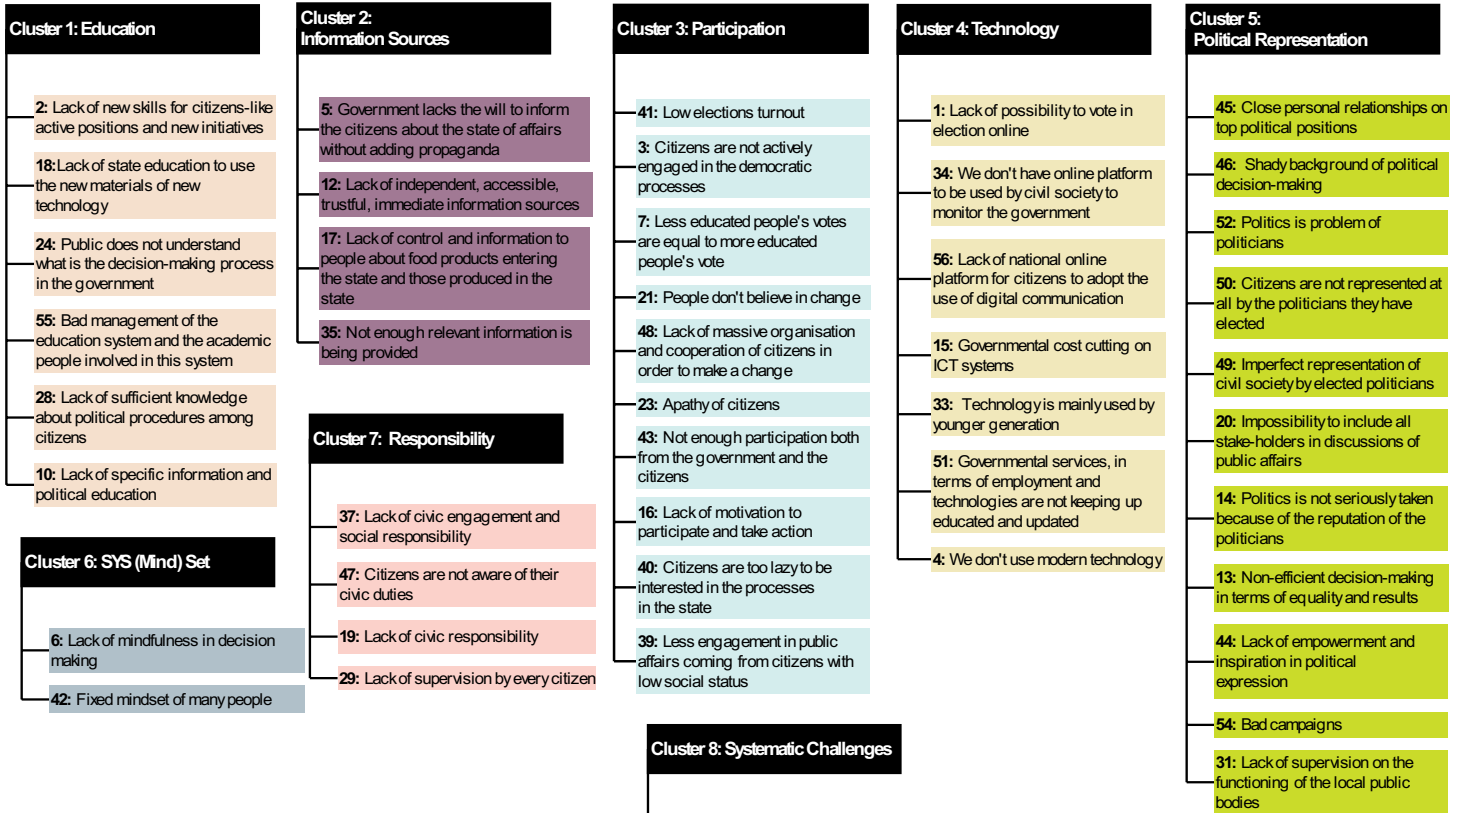 Cluster 1: Education
2: Lack of new skills for citizens-like
active positions and new initiatives
18:Lack of state education to use
the new materials of new
technology
24: Public does not understand
what is the decision-making process
in the government
55: Bad management of the
education system and the academic
people involved in this system
28: Lack of sufficient knowledge
about political procedures among
citizens
10: Lack of specific information and
political education
Cluster 6: SYS (Mind) Set
6: Lack of mindfulness in decision
making
42: Fixed mindset of many people
Cluster 2:
Information Sources
5: Government lacks the will to inform
the citizens about the state of affairs
without adding propaganda
12: Lack of independent, accessible,
trustful, immediate information sources
17: Lack of control and information to
people about food products entering
the state and those produced in the
state
35: Not enough relevant information is
being provided
Cluster 7: Responsibility
37: Lack of civic engagement and
social responsibility
47: Citizens are not aware of their
civic duties
19: Lack of civic responsibility
29: Lack of supervision by every citizen
Cluster 3: Participation
41: Low elections turnout
3: Citizens are not actively
engaged in the democratic
processes
7: Less educated people's votes
are equal to more educated
people's vote
21: People don't believe in change
48: Lack of massive organisation
and cooperation of citizens in
order to make a change
23: Apathy of citizens
43: Not enough participation both
from the government and the
citizens
16: Lack of motivation to
participate and take action
40: Citizens are too lazy to be
interested in the processes
in the state
39: Less engagement in public
affairs coming from citizens with
low social status
Cluster 8: Systematic Challenges
Cluster 4: Technology
1: Lack of possibility to vote in
election online
34: We don't have online platform
to be used by civil society to
monitor the government
56: Lack of national online
platform for citizens to adopt the
use of digital communication
15: Governmental cost cutting on
ICT systems
33: Technology is mainly used by
younger generation
51: Governmental services, in
terms of employment and
technologies are not keeping up
educated and updated
4: We don't use modern technology
Cluster 5:
Political Representation
45: Close personal relationships on
top political positions
46: Shady background of political
decision-making
52: Politics is problem of
politicians
50: Citizens are not represented at
all by the politicians they have
elected
49: Imperfect representation of
civil society by elected politicians
20: Impossibility to include all
stake-holders in discussions of
public affairs
14: Politics is not seriously taken
because of the reputation of the
politicians
13: Non-efficient decision-making
in terms of equality and results
44: Lack of empowerment and
inspiration in political
expression
54: Bad campaigns
31: Lack of supervision on the
functioning of the local public
bodies